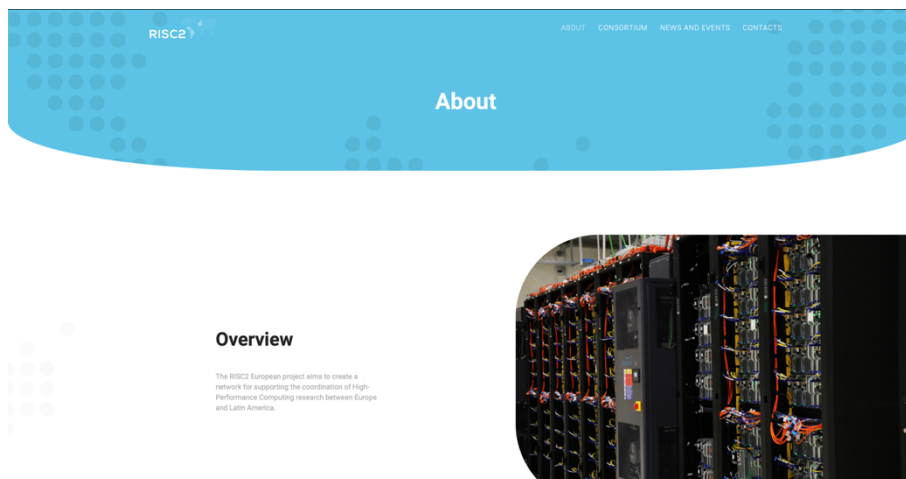 RISC2
ABOUT CONSORTIUM NEWS AND EVENTS CONTACTS
About
Overview
The RISC2 European project aims to create a
network for supporting the coordination of High-
Performance Computing research between Europe
and Latin America.